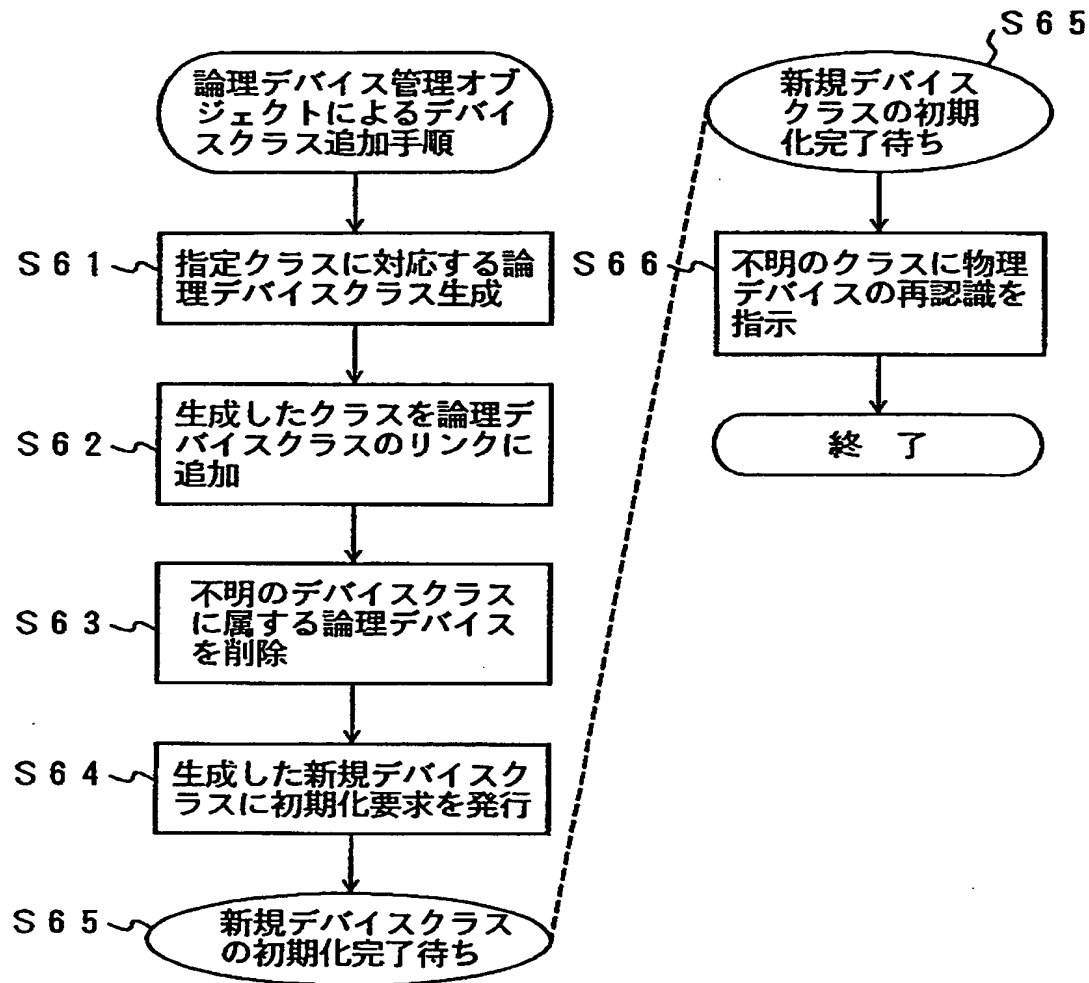 論理デバイス管理オブ
ジェクトによるデバイ
スクラス追加手順
S61
指定クラスに対応する論
理デバイスクラス生成
S62
生成したクラスを論理デ
バイスクラスのリンクに
追加
S63
不明のデバイスクラス
に属する論理デバイス
を削除
S64
生成した新規デバイスク
ラスに初期化要求を発行
S65
新規デバイスクラス
の初期化完了待ち
S65
新規デバイス
クラスの初期
化完了待ち
S66
不明のクラスに物理
デバイスの再認識を
指示
終 了